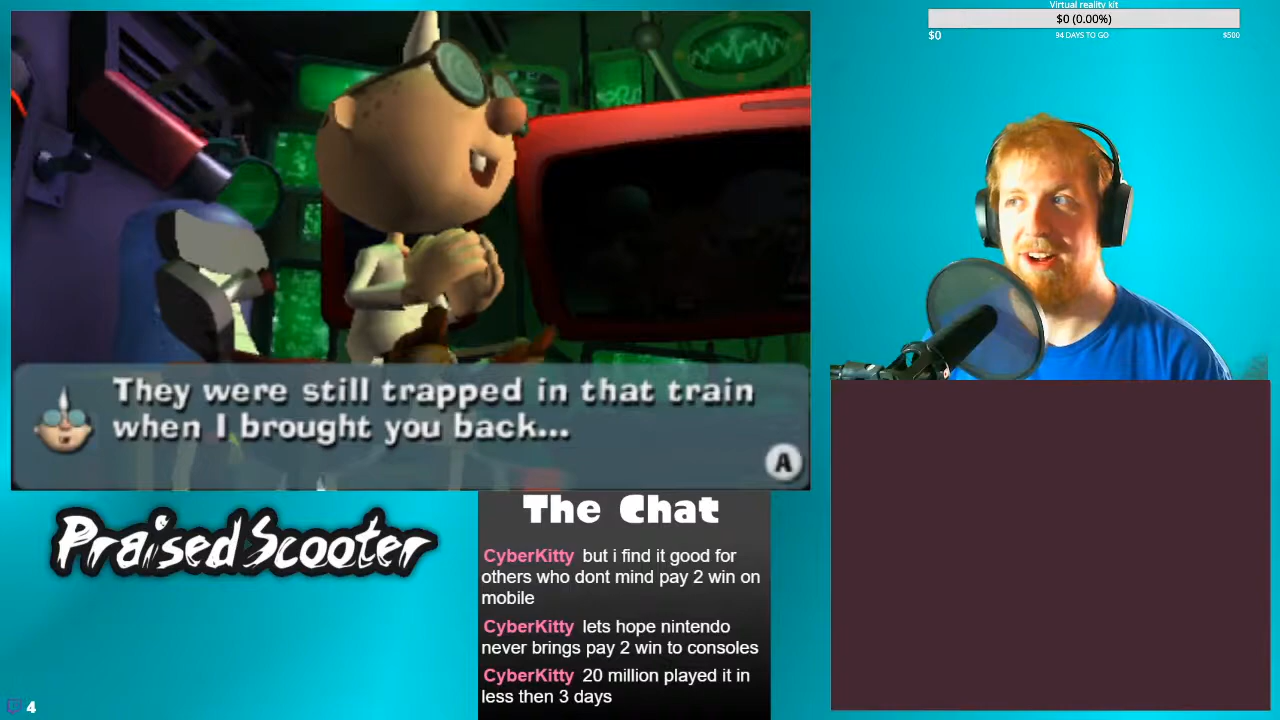 Virtual reality kit
$0 (0.00%)
$0 94 DAYS TO GO $500
They were still trapped in that train
when I brought you back...
A
Praised Scooter
The Chat
CyberKitty but i find it good for
others who dont mind pay 2 win on
mobile
CyberKitty lets hope nintendo
never brings pay 2 win to consoles
CyberKitty 20 million played it in
less then 3 days
4